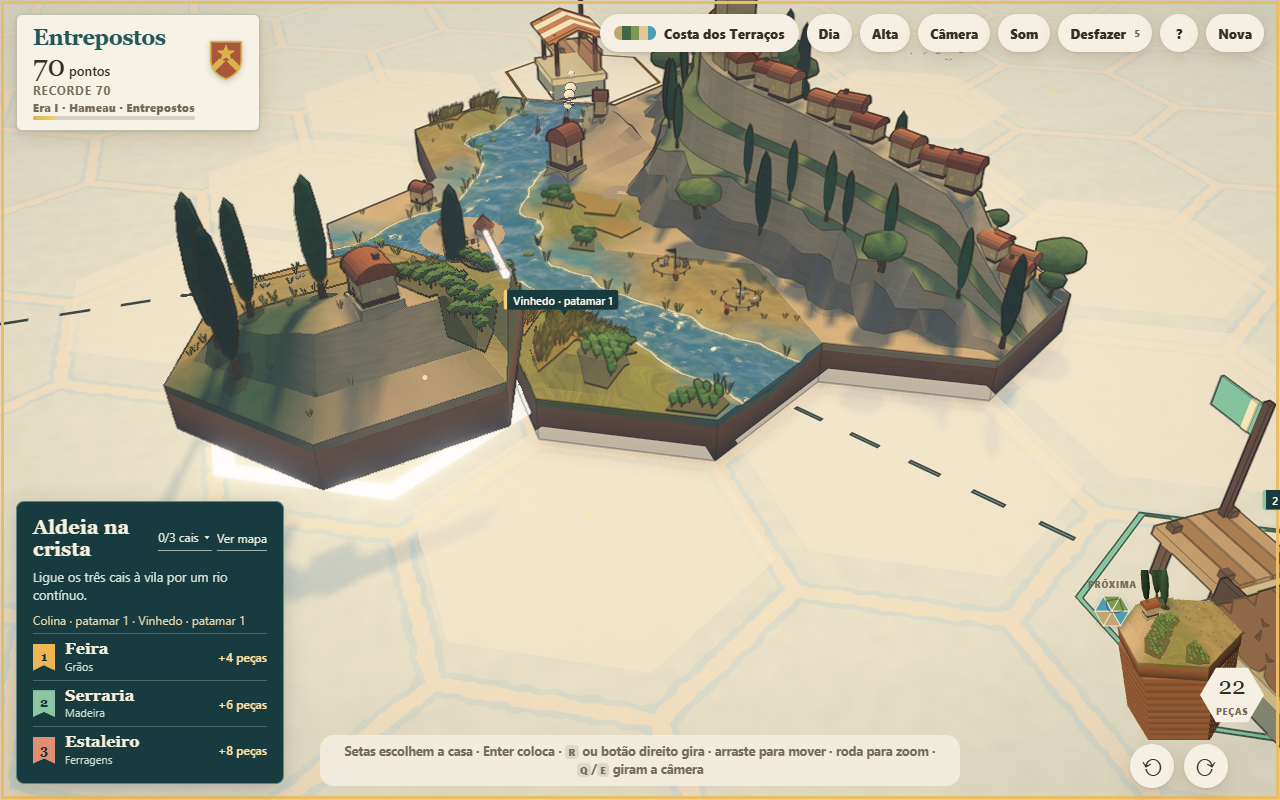 Entrepostos
70 pontos
RECORDE 70
Era I · Hameau · Entrepostos
Costa dos Terraços
Dia
Alta
Câmera
Som
Desfazer 5
?
Nova
Vinhedo · patamar 1
Aldeia na crista
0/3 cais
Ver mapa
Ligue os três cais à vila por um rio
contínuo.
Colina · patamar 1 · Vinhedo · patamar 1
1 Feira +4 peças
Grãos
2 Serraria +6 peças
Madeira
3 Estaleiro +8 peças
Ferragens
2
PRÓXIMA
22
PEÇAS
Setas escolhem a casa · Enter coloca · R ou botão direito gira · arraste para mover · roda para zoom ·
Q / E giram a câmera